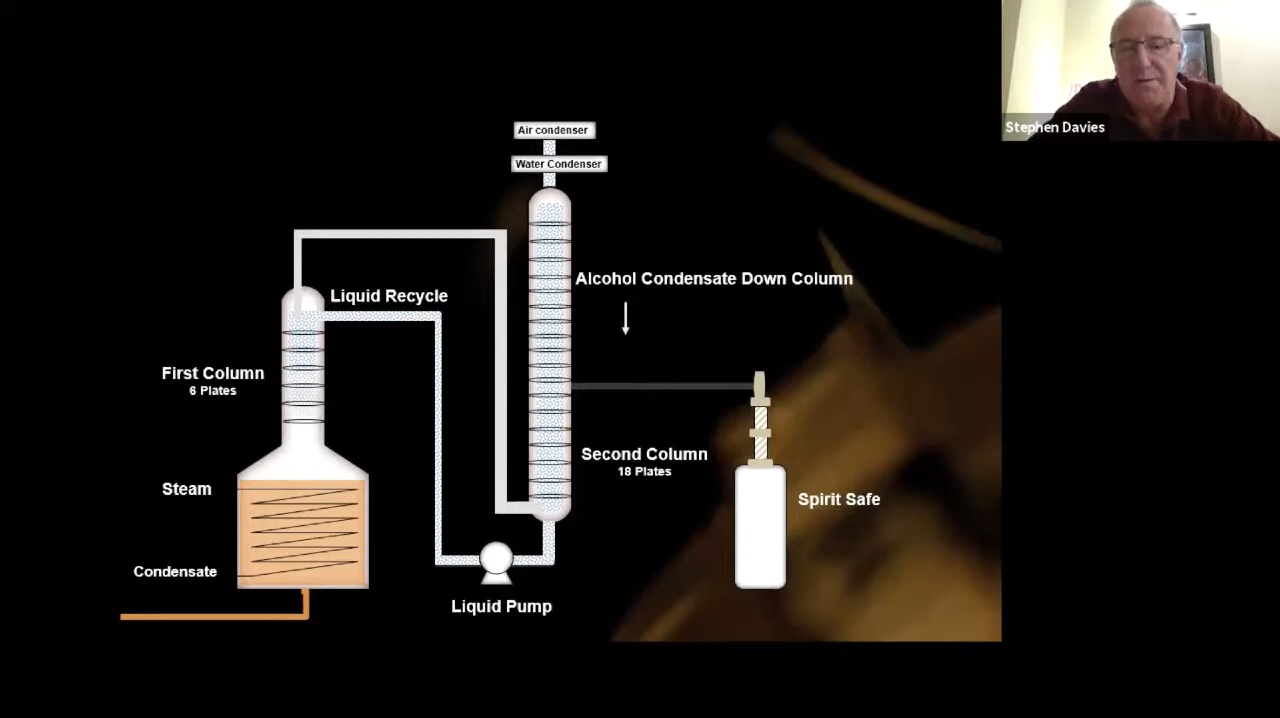 Stephen Davies
Air condenser
Water Condenser
Alcohol Condensate Down Column
Liquid Recycle
First Column
6 Plates
Second Column
18 Plates
Steam
Spirit Safe
Condensate
Liquid Pump